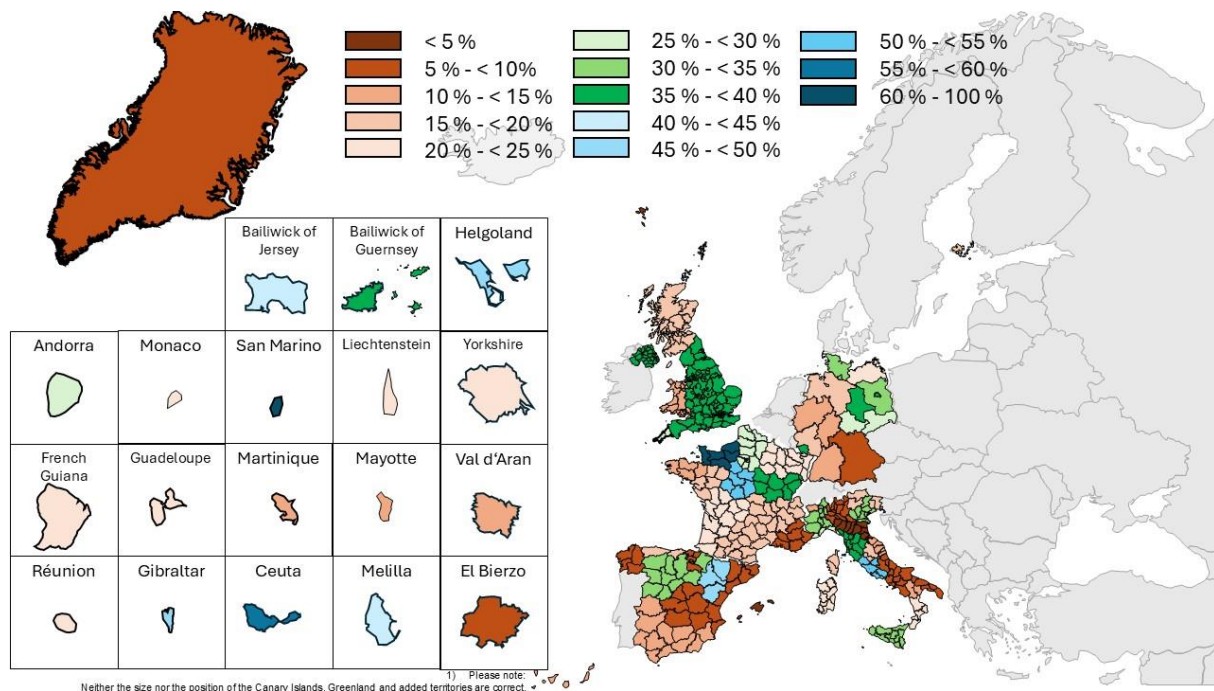 < 5 %
5 % - < 10%
10 % - < 15 %
15 % - < 20 %
20 % - < 25 %
25 % - < 30 %
30 % - < 35 %
35 % - < 40 %
40 % - < 45 %
45 % - < 50 %
50 % - < 55 %
55 % - < 60 %
60 % - 100 %
Bailiwick of
Jersey
Bailiwick of
Guernsey
Helgoland
Andorra
Monaco
San Marino
Liechtenstein
Yorkshire
French
Guiana
Guadeloupe
Martinique
Mayotte
Val d‘Aran
Réunion
Gibraltar
Ceuta
Melilla
El Bierzo
1) Please note:
Neither the size nor the position of the Canary Islands, Greenland and added territories are correct.